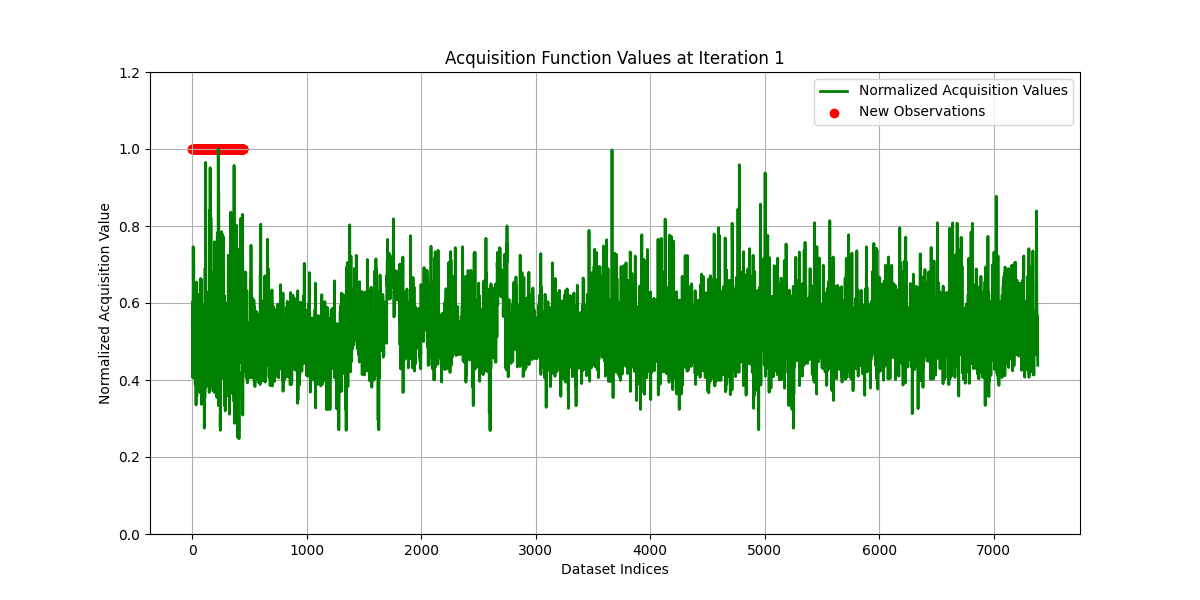 Acquisition Function Values at Iteration 1
Normalized Acquisition Values
New Observations
Normalized Acquisition Value
1.2
1.0
0.8
0.6
0.4
0.2
0.0
0 1000 2000 3000 4000 5000 6000 7000
Dataset Indices